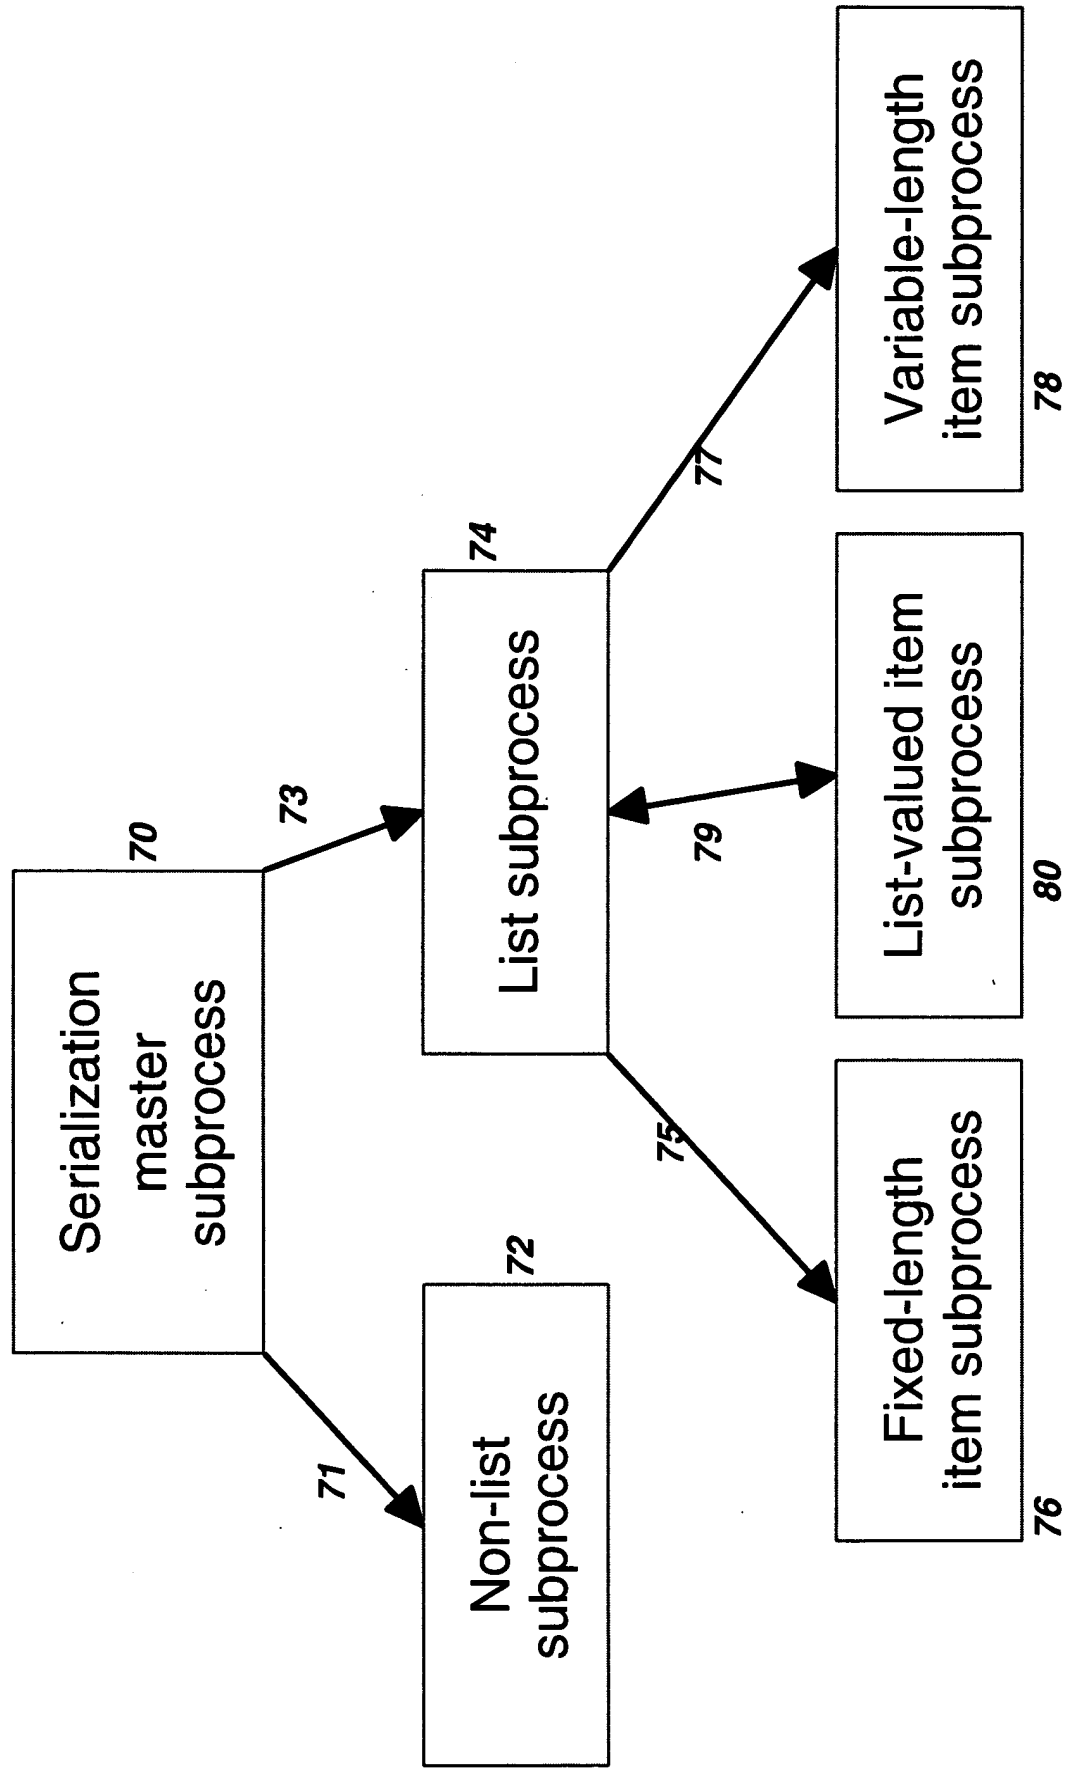 Serialization
master
subprocess
70
71
73
Non-list
subprocess
72
List subprocess
74
75
79
77
Fixed-length
item subprocess
76
List-valued item
subprocess
80
Variable-length
item subprocess
78